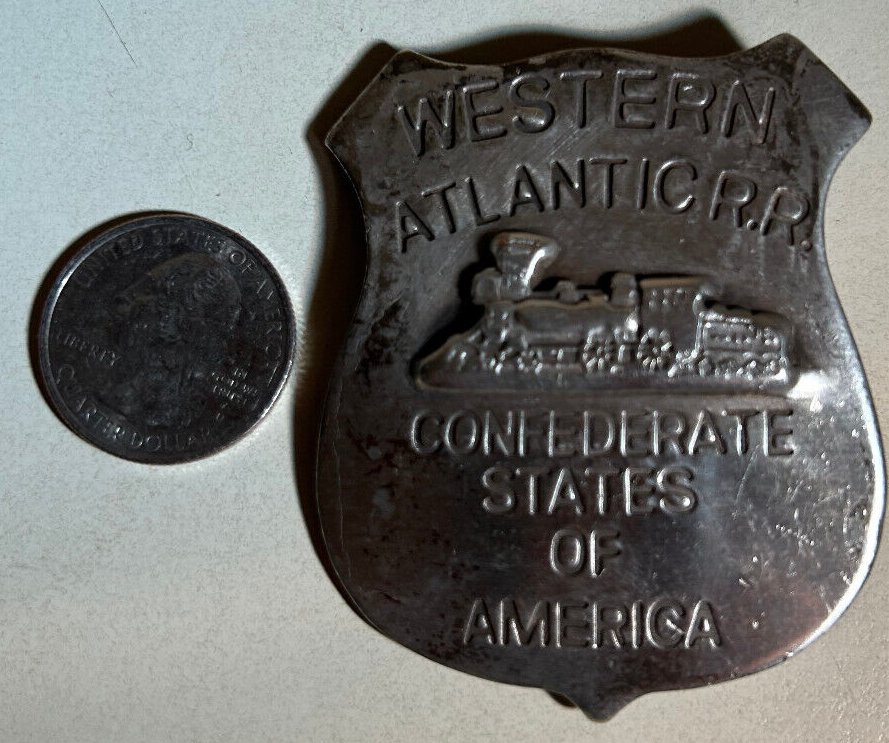 UNITED STATES OF AMERICA
LIBERTY
QUARTER DOLLAR
WESTERN
ATLANTIC R.R.
CONFEDERATE
STATES
OF
AMERICA